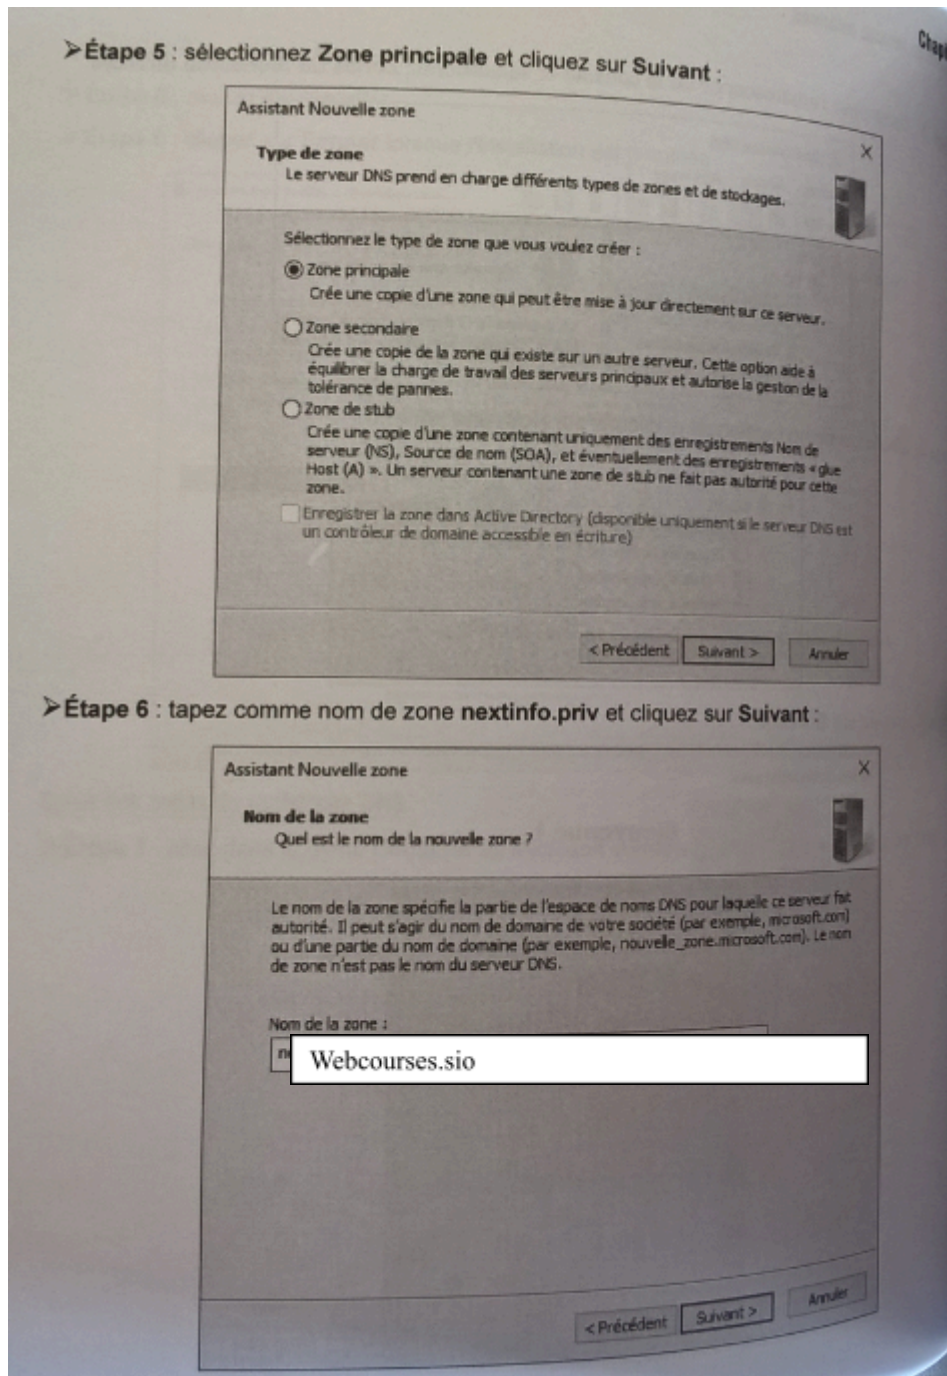 Chap
➢Étape 5 : sélectionnez Zone principale et cliquez sur Suivant :
Assistant Nouvelle zone
X
Type de zone
Le serveur DNS prend en charge différents types de zones et de stockages.
Sélectionnez le type de zone que vous voulez créer :
Zone principale
Crée une copie d'une zone qui peut être mise à jour directement sur ce serveur.
Zone secondaire
Crée une copie de la zone qui existe sur un autre serveur. Cette option aide à
équilibrer la charge de travail des serveurs principaux et autorise la gestion de la
tolérance de pannes.
Zone de stub
Crée une copie d'une zone contenant uniquement des enregistrements Nom de
serveur (NS), Source de nom (SOA), et éventuellement des enregistrements « glue
Host (A) ». Un serveur contenant une zone de stub ne fait pas autorité pour cette
zone.
Enregistrer la zone dans Active Directory (disponible uniquement si le serveur DNS est
un contrôleur de domaine accessible en écriture)
< Précédent Suivant > Annuler
➢Étape 6 : tapez comme nom de zone nextinfo.priv et cliquez sur Suivant :
Assistant Nouvelle zone
X
Nom de la zone
Quel est le nom de la nouvelle zone ?
Le nom de la zone spécifie la partie de l'espace de noms DNS pour laquelle ce serveur fait
autorité. Il peut s'agir du nom de domaine de votre société (par exemple, microsoft.com)
ou d'une partie du nom de domaine (par exemple, nouvelle_zone.microsoft.com). Le nom
de zone n'est pas le nom du serveur DNS.
Nom de la zone :
Webcourses.sio
< Précédent Suivant > Annuler